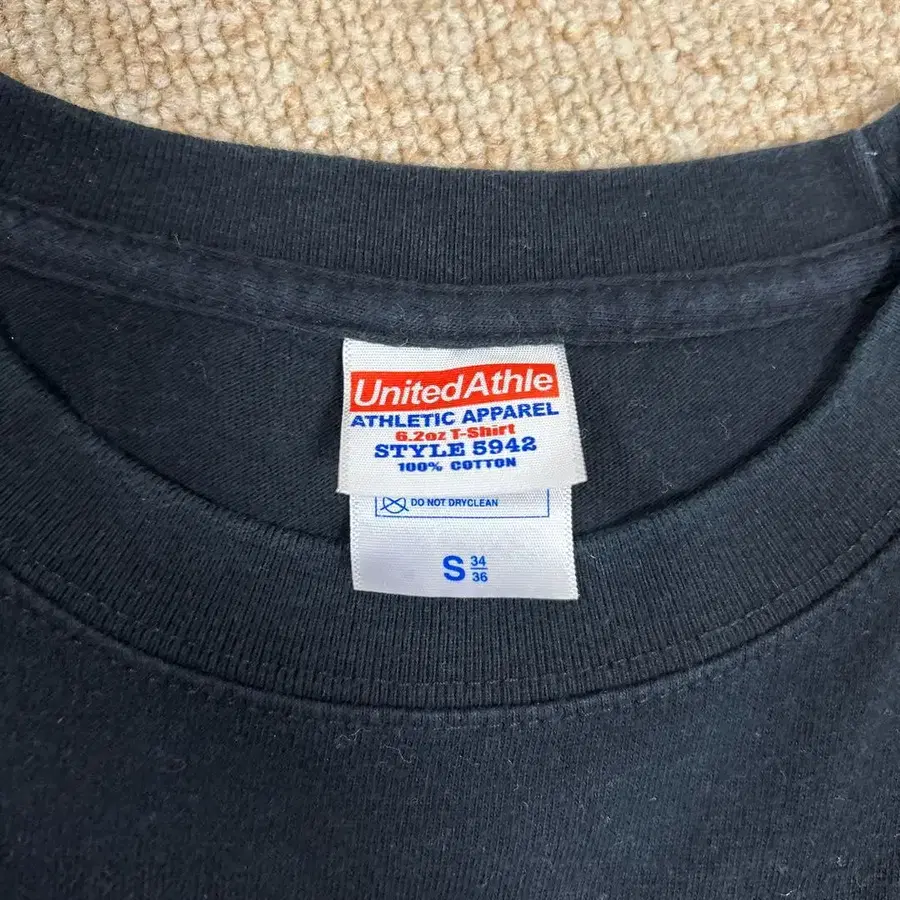 UnitedAthle
ATHLETIC APPAREL
6.2oz T-Shirt
STYLE 5942
100% COTTON
DO NOT DRYCLEAN
S 34/36